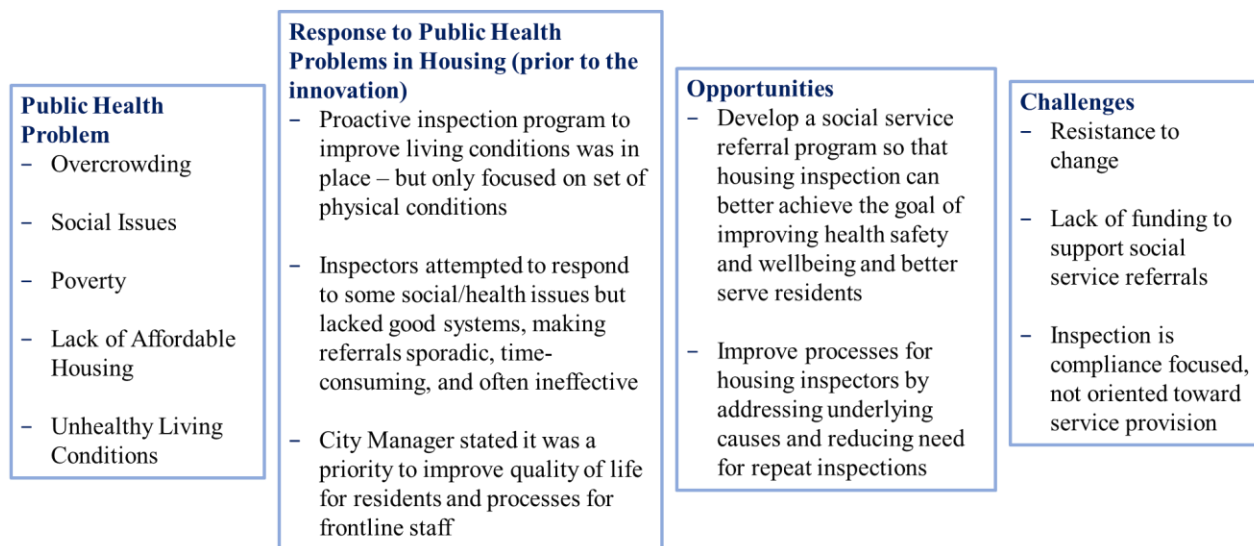 Public Health
Problem
– Overcrowding
– Social Issues
– Poverty
– Lack of Affordable
Housing
– Unhealthy Living
Conditions
Response to Public Health
Problems in Housing (prior to the
innovation)
– Proactive inspection program to
improve living conditions was in
place – but only focused on set of
physical conditions
– Inspectors attempted to respond
to some social/health issues but
lacked good systems, making
referrals sporadic, time-
consuming, and often ineffective
– City Manager stated it was a
priority to improve quality of life
for residents and processes for
frontline staff
Opportunities
– Develop a social service
referral program so that
housing inspection can
better achieve the goal of
improving health safety
and wellbeing and better
serve residents
– Improve processes for
housing inspectors by
addressing underlying
causes and reducing need
for repeat inspections
Challenges
– Resistance to
change
– Lack of funding to
support social
service referrals
– Inspection is
compliance focused,
not oriented toward
service provision